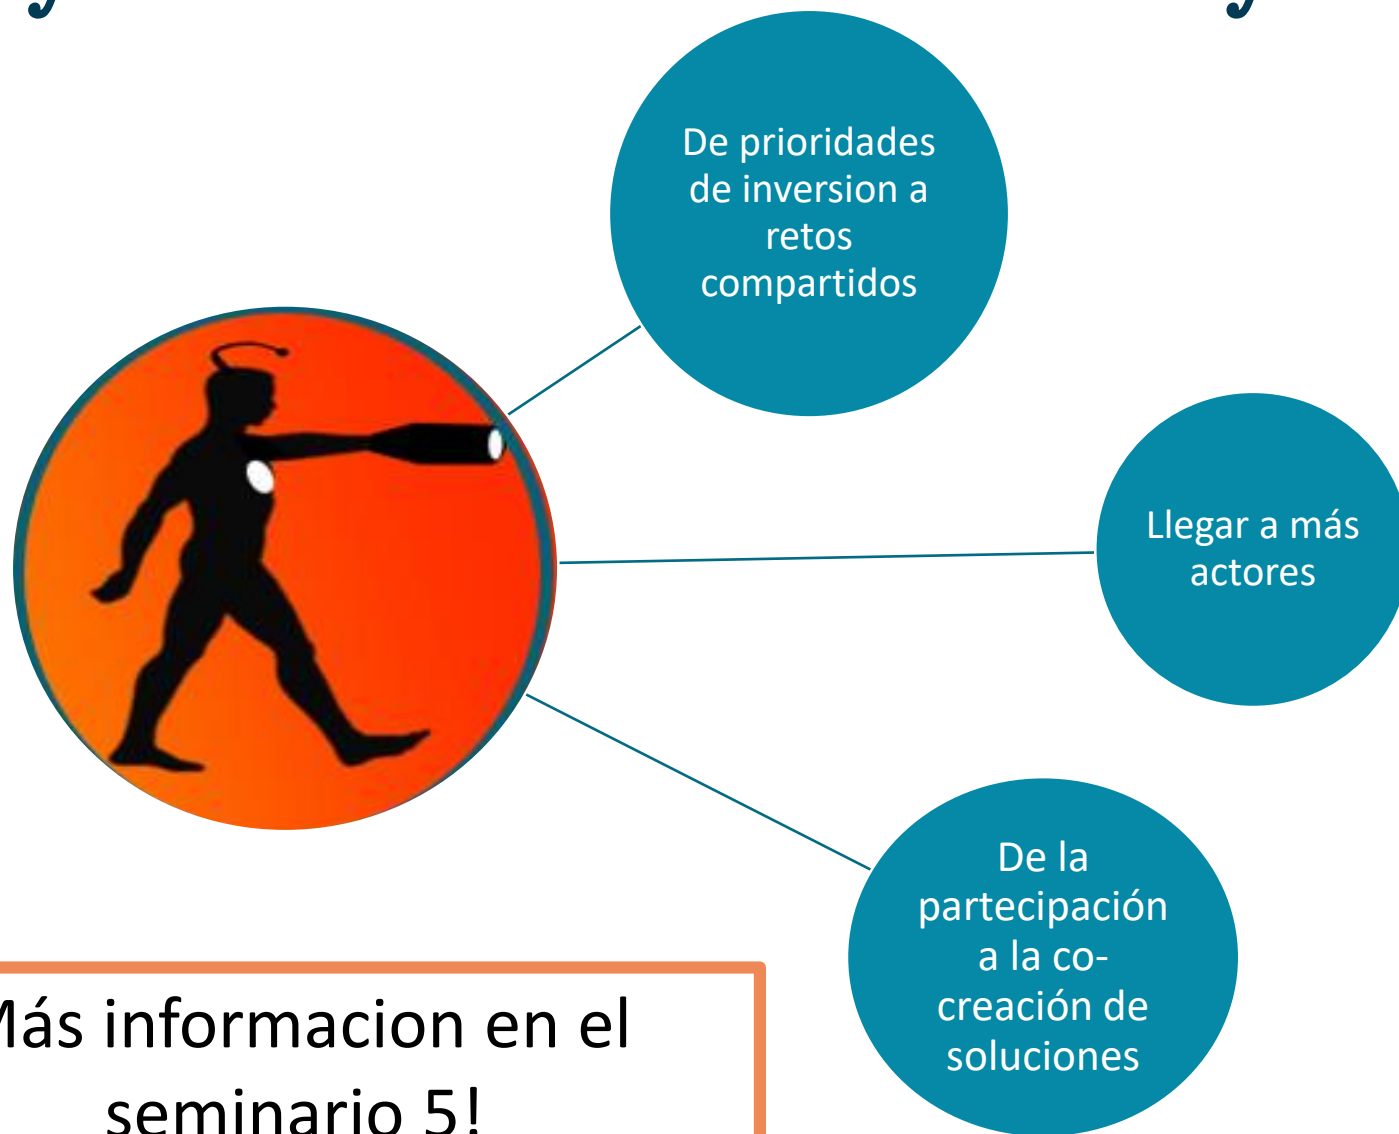 De prioridades
de inversion a
retos
compartidos
Llegar a más
actores
De la
partecipación
a la co-
creación de
soluciones
Más informacion en el
seminario 5!